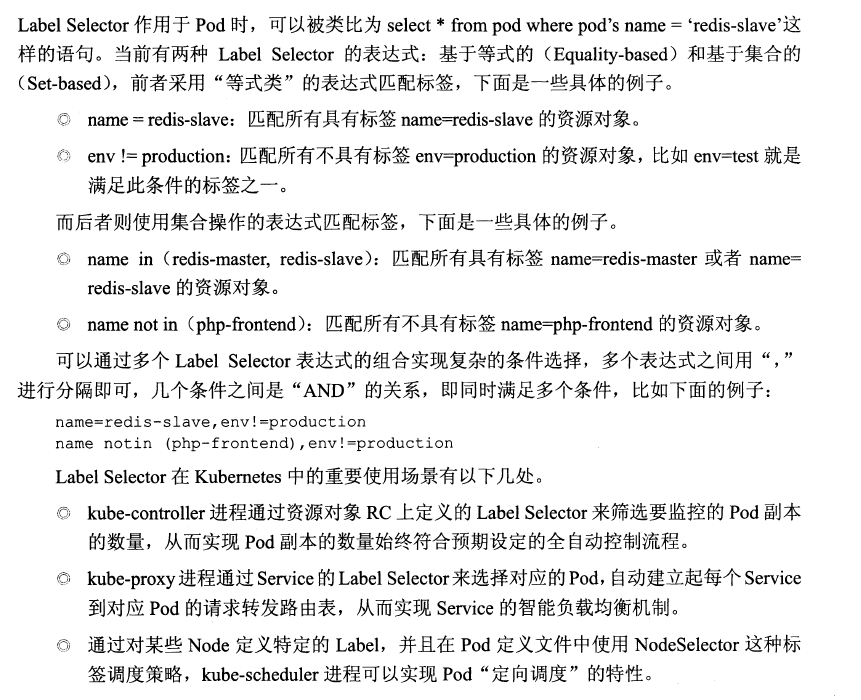 Label Selector 作用于 Pod 时，可以被类比为 select * from pod where pod’s name = ‘redis-slave’这
样的语句。当前有两种 Label Selector 的表达式：基于等式的（Equality-based）和基于集合的
（Set-based），前者采用“等式类”的表达式匹配标签，下面是一些具体的例子。
◎ name = redis-slave：匹配所有具有标签 name=redis-slave 的资源对象。
◎ env != production：匹配所有不具有标签 env=production 的资源对象，比如 env=test 就是
满足此条件的标签之一。
而后者则使用集合操作的表达式匹配标签，下面是一些具体的例子。
◎ name in（redis-master, redis-slave）：匹配所有具有标签 name=redis-master 或者 name=
redis-slave 的资源对象。
◎ name not in（php-frontend）：匹配所有不具有标签 name=php-frontend 的资源对象。
可以通过多个 Label Selector 表达式的组合实现复杂的条件选择，多个表达式之间用“，”
进行分隔即可，几个条件之间是“AND”的关系，即同时满足多个条件，比如下面的例子：
name=redis-slave,env!=production
name notin (php-frontend),env!=production
Label Selector 在 Kubernetes 中的重要使用场景有以下几处。
◎ kube-controller 进程通过资源对象 RC 上定义的 Label Selector 来筛选要监控的 Pod 副本
的数量，从而实现 Pod 副本的数量始终符合预期设定的全自动控制流程。
◎ kube-proxy 进程通过 Service 的 Label Selector 来选择对应的 Pod，自动建立起每个 Service
到对应 Pod 的请求转发路由表，从而实现 Service 的智能负载均衡机制。
◎ 通过对某些 Node 定义特定的 Label，并且在 Pod 定义文件中使用 NodeSelector 这种标
签调度策略，kube-scheduler 进程可以实现 Pod“定向调度”的特性。